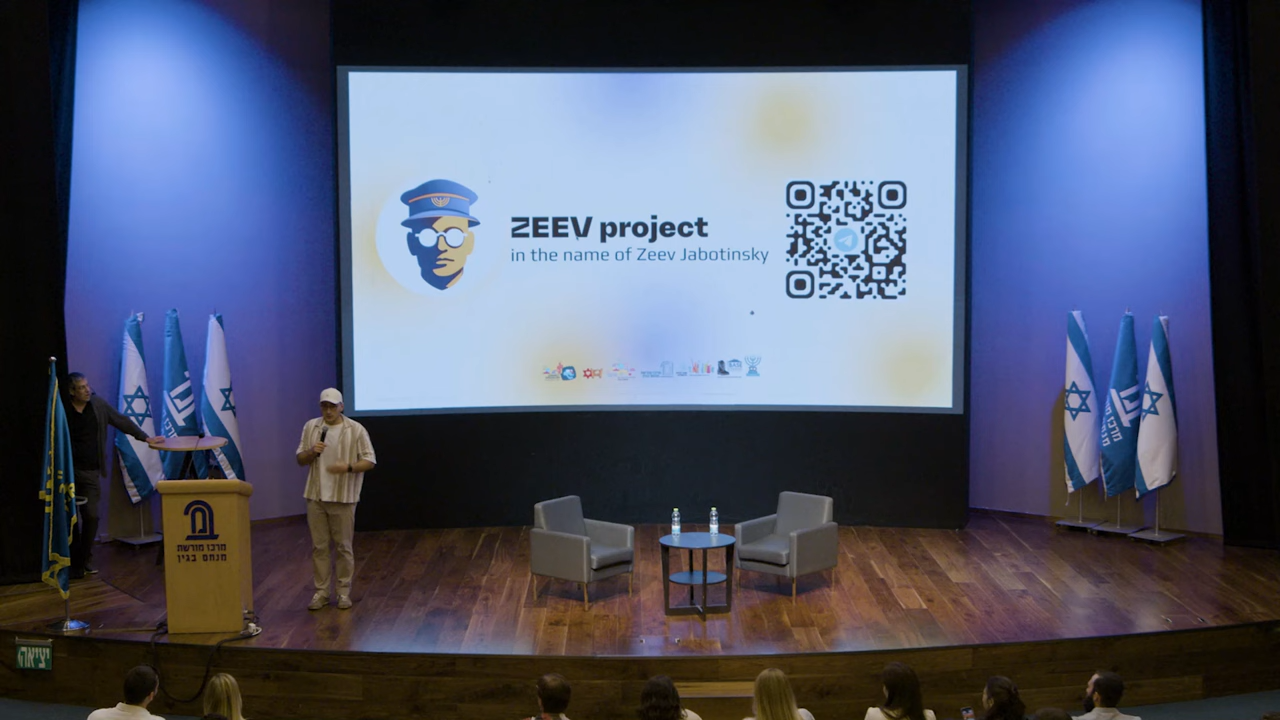 ZEEV project
in the name of Zeev Jabotinsky
מרכז מורשת
מנחם בגין
יציאה